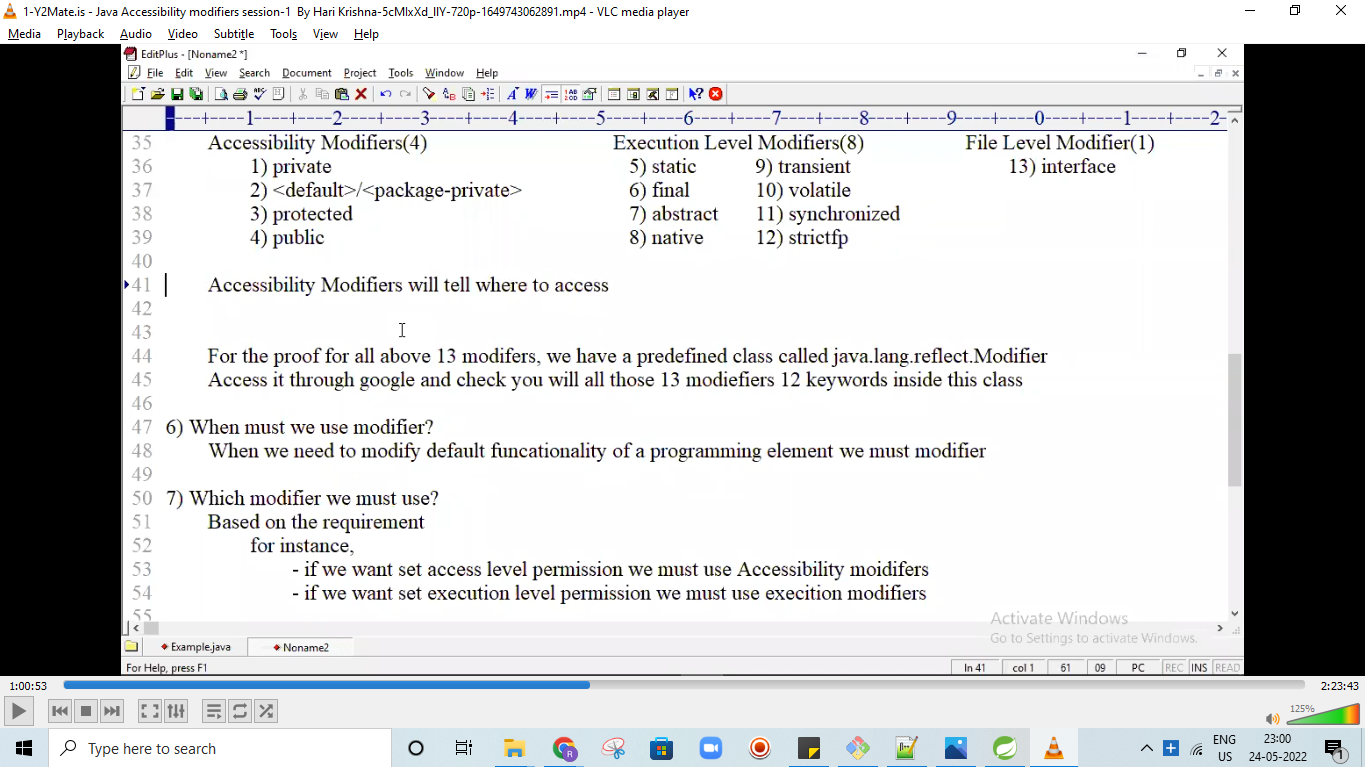 1-Y2Mate.is - Java Accessibility modifiers session-1 By Hari Krishna-5cMlxXd_IIY-720p-1649743062891.mp4 - VLC media player
Media Playback Audio Video Subtitle Tools View Help
EditPlus - [Noname2 *]
File Edit View Search Document Project Tools Window Help
----+----1----+----2----+----3----+----4----+----5----+----6----+----7----+----8----+----9----+----0----+----1----+----2-
35 Accessibility Modifiers(4) Execution Level Modifiers(8) File Level Modifier(1)
36 1) private 5) static 9) transient 13) interface
37 2) <default>/<package-private> 6) final 10) volatile
38 3) protected 7) abstract 11) synchronized
39 4) public 8) native 12) strictfp
40
41 Accessibility Modifiers will tell where to access
42
43
44 For the proof for all above 13 modifers, we have a predefined class called java.lang.reflect.Modifier
45 Access it through google and check you will all those 13 modiefiers 12 keywords inside this class
46
47 6) When must we use modifier?
48 When we need to modify default funcationality of a programming element we must modifier
49
50 7) Which modifier we must use?
51 Based on the requirement
52 for instance,
53 - if we want set access level permission we must use Accessibility moidifers
54 - if we want set execution level permission we must use execition modifiers
55
Activate Windows
Go to Settings to activate Windows.
Example.java Noname2
For Help, press F1 ln 41 col 1 61 09 PC REC INS READ
1:00:53 2:23:43
125%
Type here to search
ENG 23:00
US 24-05-2022 1